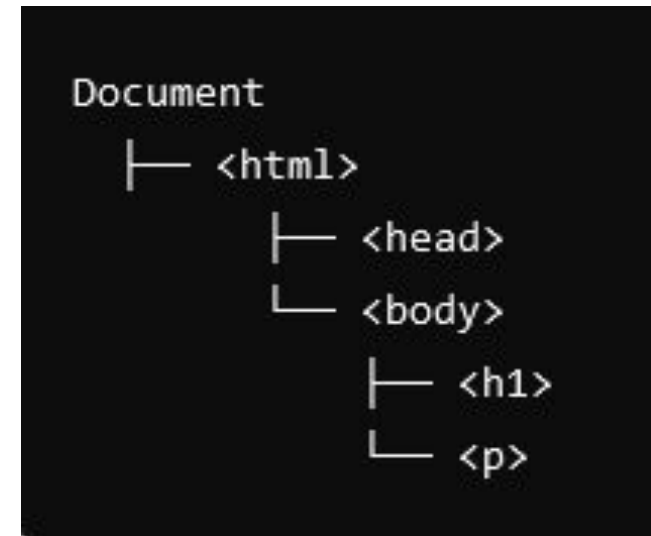 Document
├── <html>
├── <head>
└── <body>
├── <h1>
└── <p>